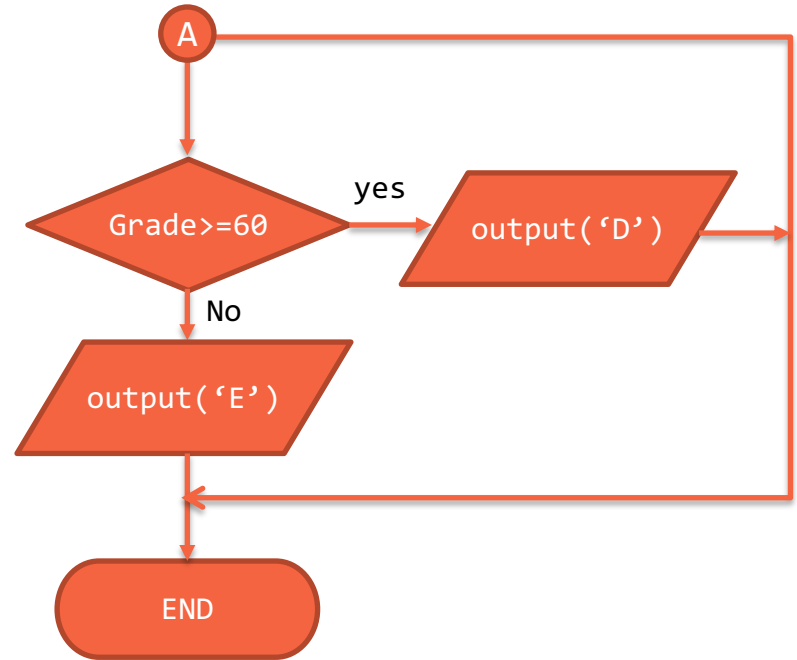 A
Grade>=60
yes
output(‘D’)
No
output(‘E’)
END